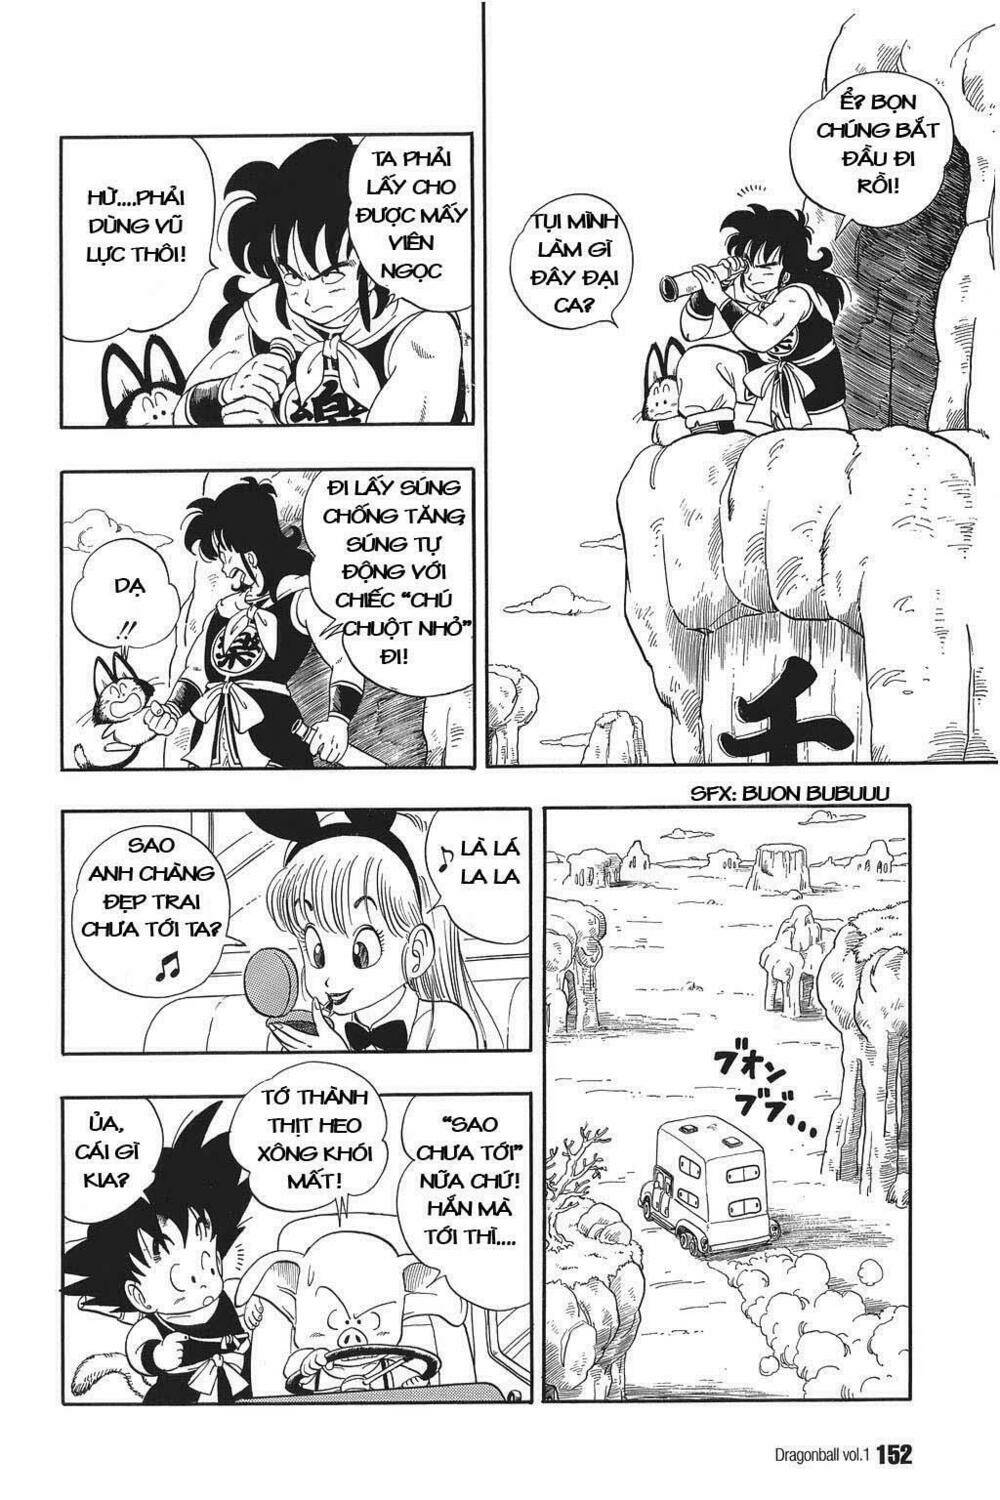 Ể? BỌN
CHÚNG BẮT
ĐẦU ĐI
RỒI!
TỤI MÌNH
LÀM GÌ
ĐÂY ĐẠI
CA?
千
TA PHẢI
LẤY CHO
ĐƯỢC MẤY
VIÊN
NGỌC
HỪ....PHẢI
DÙNG VŨ
LỰC THÔI!
ĐI LẤY SÚNG
CHỐNG TĂNG,
SÚNG TỰ
ĐỘNG VỚI
CHIẾC “CHÚ
CHUỘT NHỎ”
ĐI!
DẠ
!!
SFX: BUON BUBUUU
ブオン
ブブ...
♪ LÀ LÁ
LA LA
SAO
ANH CHÀNG
ĐẸP TRAI
CHƯA TỚI TA?
♫
“SAO
CHƯA TỚI”
NỮA CHỨ!
HẮN MÀ
TỚI THÌ....
TỚ THÀNH
THỊT HEO
XÔNG KHÓI
MẤT!
ỦA,
CÁI GÌ
KIA?
Dragonball vol.1 152